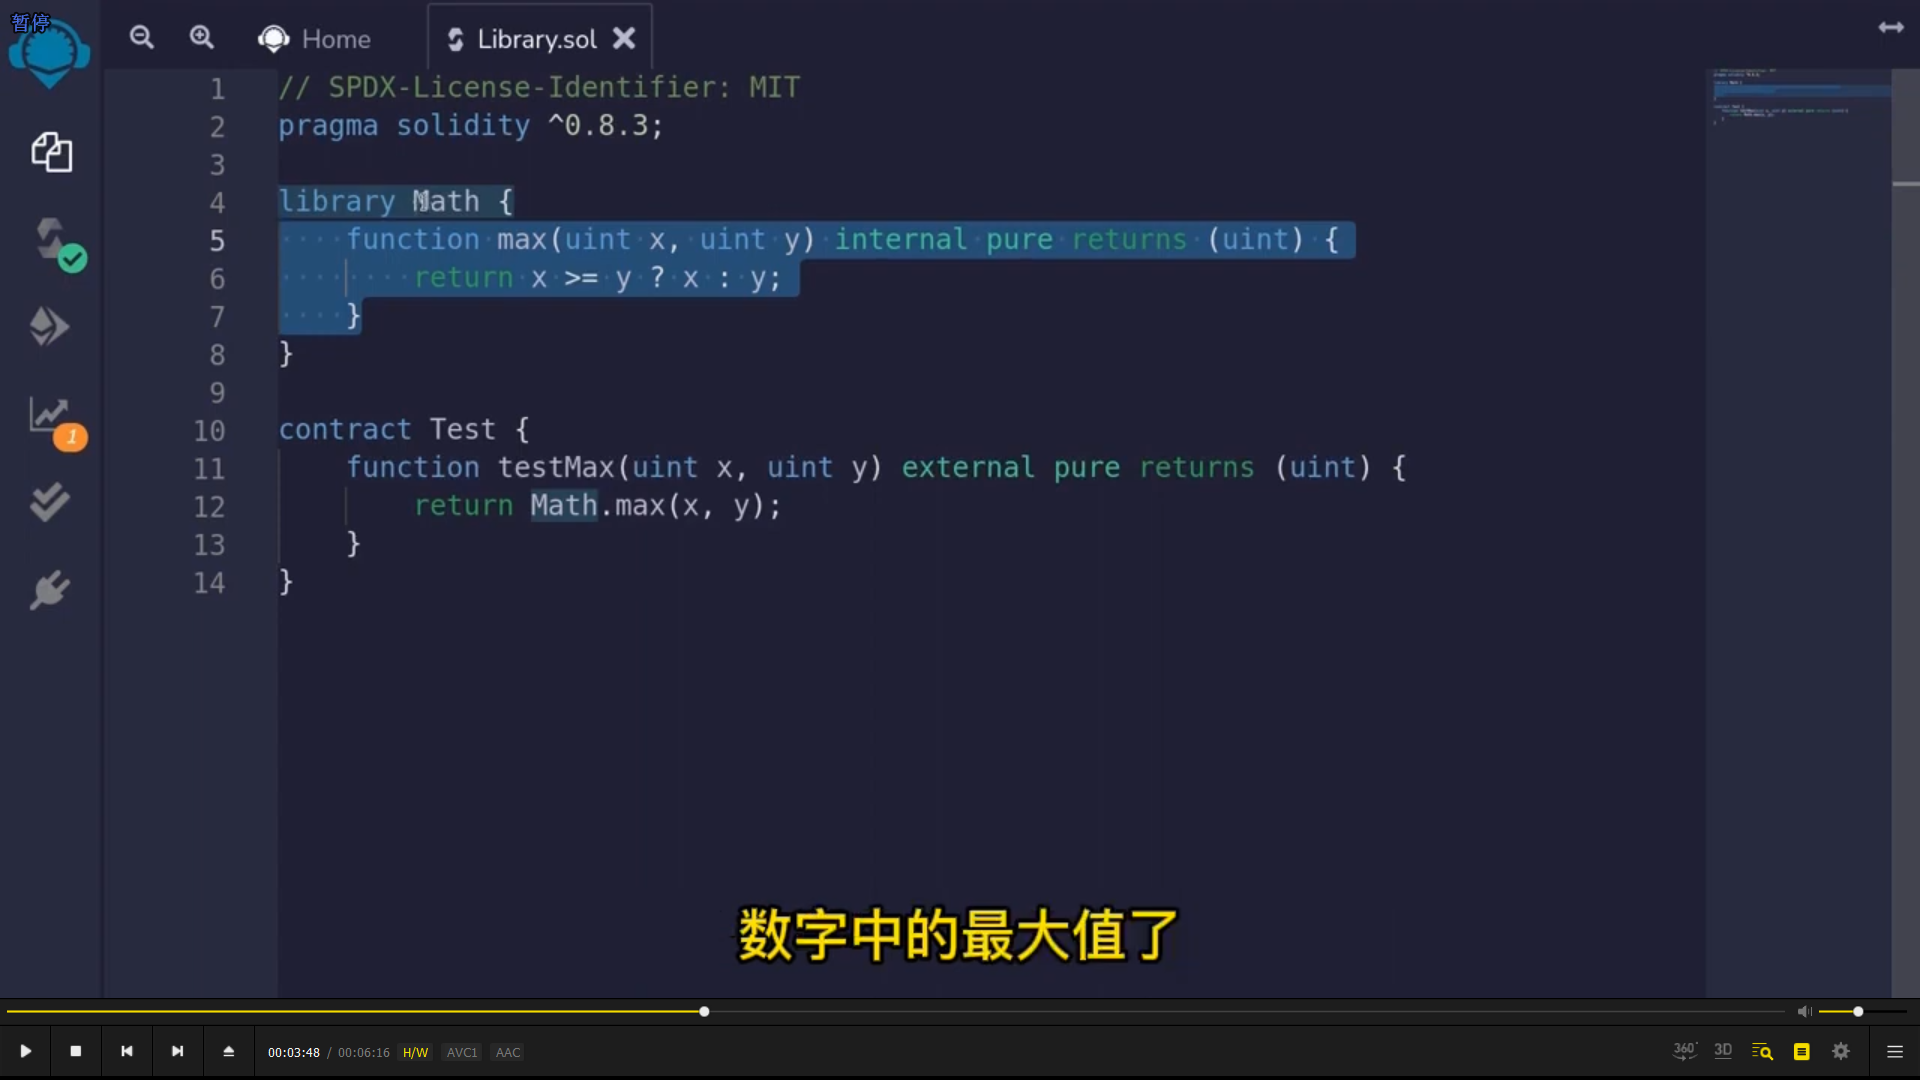 暂停
Home
Library.sol
1 // SPDX-License-Identifier: MIT
2 pragma solidity ^0.8.3;
3
4 library Math {
5 function max(uint x, uint y) internal pure returns (uint) {
6 return x >= y ? x : y;
7 }
8 }
9
10 contract Test {
11 function testMax(uint x, uint y) external pure returns (uint) {
12 return Math.max(x, y);
13 }
14 }
1
数字中的最大值了
00:03:48 / 00:06:16 H/W AVC1 AAC
360° 3D